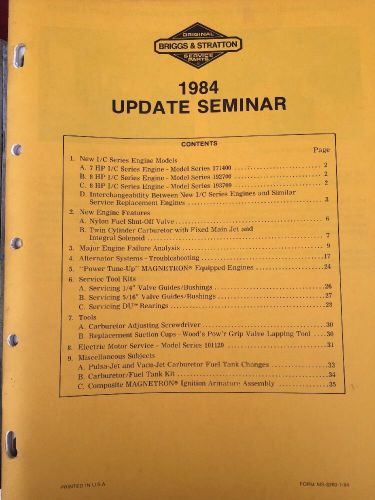 ORIGINAL
BRIGGS & STRATTON
SERVICE PARTS
1984
UPDATE SEMINAR
CONTENTS
Page
1. New I/C Series Engine Models
A. 7 HP I/C Series Engine - Model Series 171400 2
B. 8 HP I/C Series Engine - Model Series 192700 2
C. 8 HP I/C Series Engine - Model Series 193700 2
D. Interchangeability Between New I/C Series Engines and Similar
Service Replacement Engines 3
2. New Engine Features
A. Nylon Fuel Shut-Off Valve 6
B. Twin Cylinder Carburetor with Fixed Main Jet and
Integral Solenoid 7
3. Major Engine Failure Analysis 9
4. Alternator Systems - Troubleshooting 17
5. "Power Tune-Up" MAGNETRON® Equipped Engines 24
6. Service Tool Kits
A. Servicing 1/4" Valve Guides/Bushings 26
B. Servicing 5/16" Valve Guides/Bushings 27
C. Servicing DU™ Bearings 28
7. Tools
A. Carburetor Adjusting Screwdriver 30
B. Replacement Suction Cups - Wood's Pow'r Grip Valve Lapping Tool 30
8. Electric Motor Service - Model Series 101120 31
9. Miscellaneous Subjects
A. Pulsa-Jet and Vacu-Jet Carburetor Fuel Tank Changes 33
B. Carburetor/Fuel Tank Kit 34
C. Composite MAGNETRON® Ignition Armature Assembly 35
PRINTED IN U.S.A.